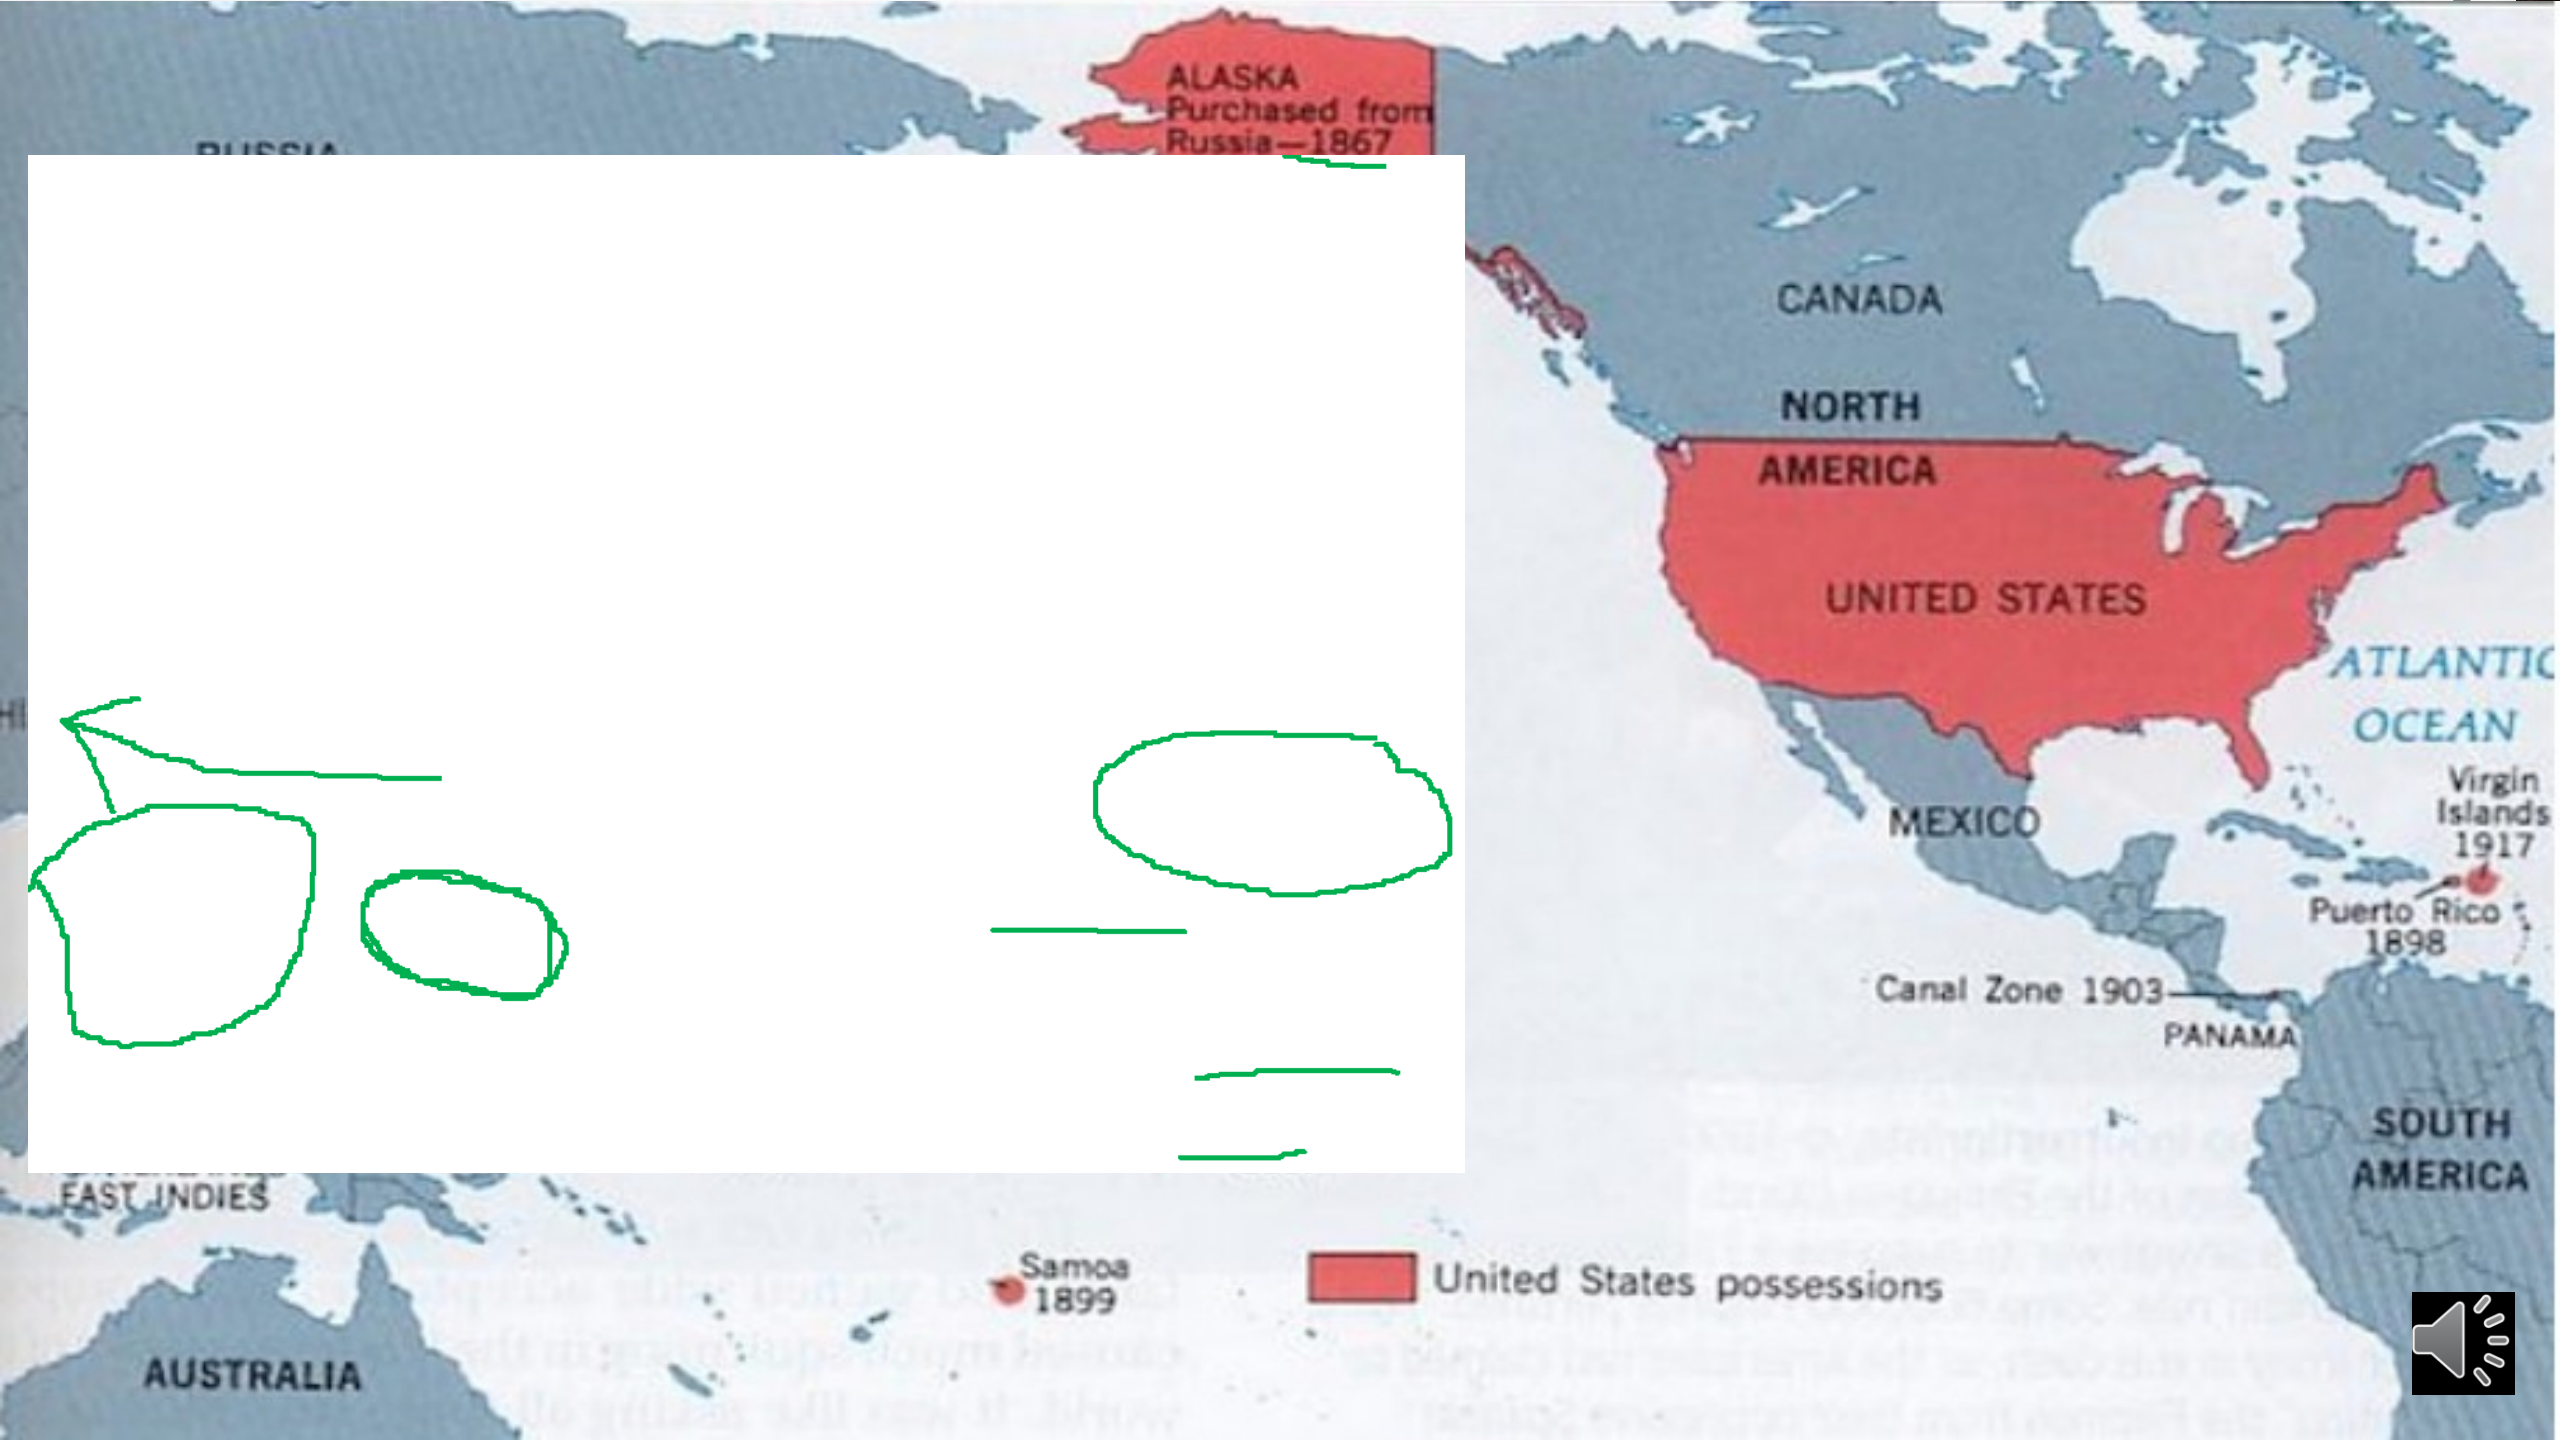 ALASKA
Purchased from
Russia—1867
RUSSIA
CANADA
NORTH
AMERICA
UNITED STATES
ATLANTIC
OCEAN
Virgin
Islands
1917
MEXICO
Puerto Rico
1898
Canal Zone 1903
PANAMA
SOUTH
AMERICA
EAST INDIES
Samoa
1899
United States possessions
AUSTRALIA